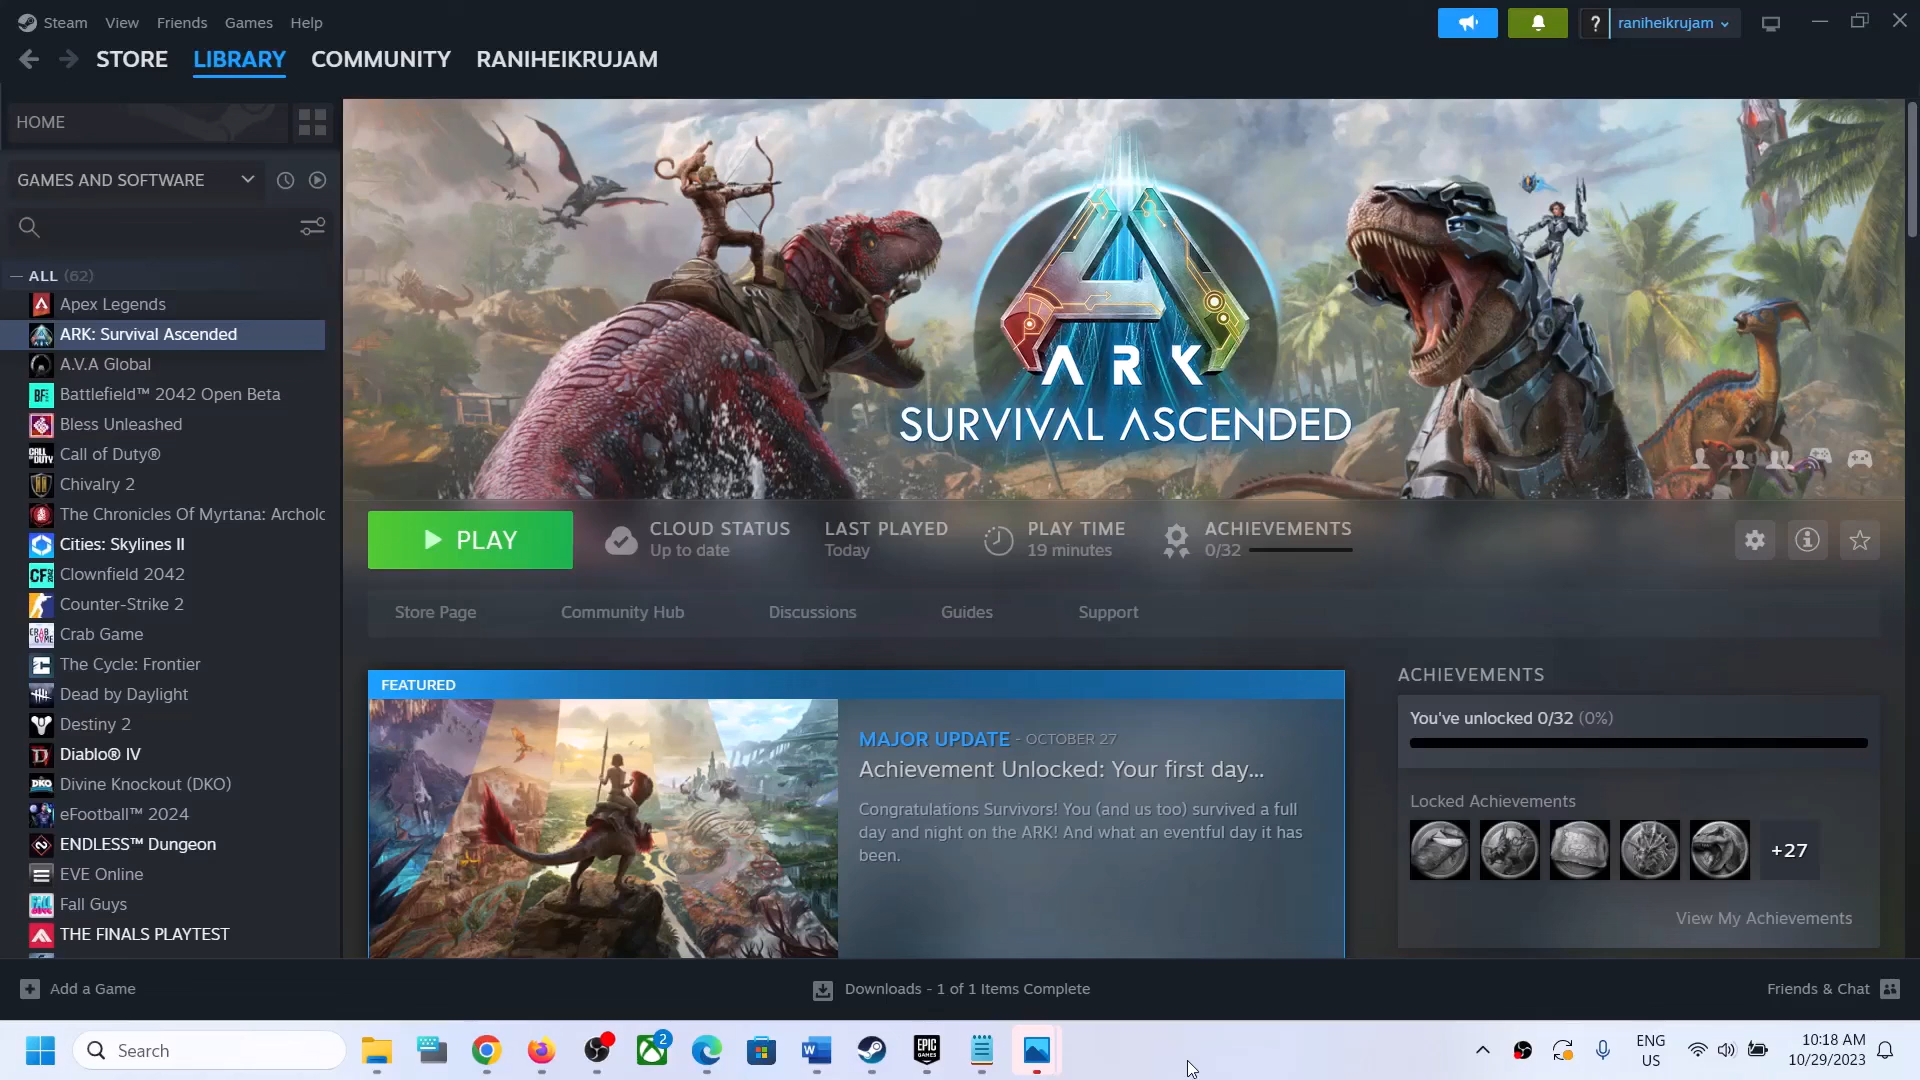 Steam View Friends Games Help
? raniheikrujam
STORE LIBRARY COMMUNITY RANIHEIKRUJAM
HOME
GAMES AND SOFTWARE
— ALL (62)
Apex Legends
ARK: Survival Ascended
A.V.A Global
Battlefield™ 2042 Open Beta
Bless Unleashed
Call of Duty®
Chivalry 2
The Chronicles Of Myrtana: Archolo
Cities: Skylines II
Clownfield 2042
Counter-Strike 2
Crab Game
The Cycle: Frontier
Dead by Daylight
Destiny 2
Diablo® IV
Divine Knockout (DKO)
eFootball™ 2024
ENDLESS™ Dungeon
EVE Online
Fall Guys
THE FINALS PLAYTEST
ARK
SURVIVAL ASCENDED
PLAY
CLOUD STATUS
Up to date
LAST PLAYED
Today
PLAY TIME
19 minutes
ACHIEVEMENTS
0/32
Store Page Community Hub Discussions Guides Support
FEATURED
MAJOR UPDATE - OCTOBER 27
Achievement Unlocked: Your first day...
Congratulations Survivors! You (and us too) survived a full
day and night on the ARK! And what an eventful day it has
been.
ACHIEVEMENTS
You've unlocked 0/32 (0%)
Locked Achievements
+27
View My Achievements
Add a Game
Downloads - 1 of 1 Items Complete
Friends & Chat
Search
2
EPIC
GAMES
ENG
US
10:18 AM
10/29/2023